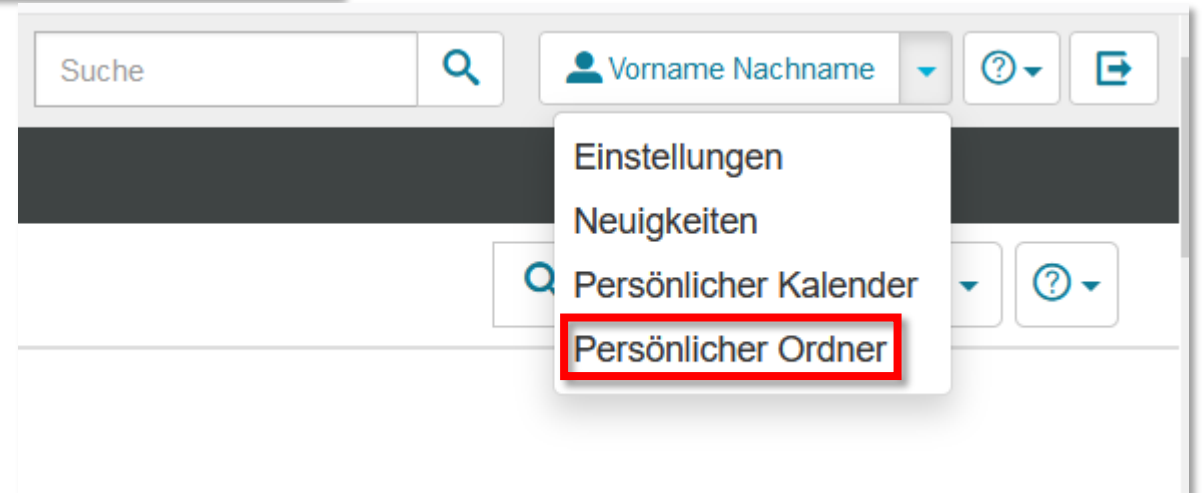 Suche
Vorname Nachname
Einstellungen
Neuigkeiten
Persönlicher Kalender
Persönlicher Ordner